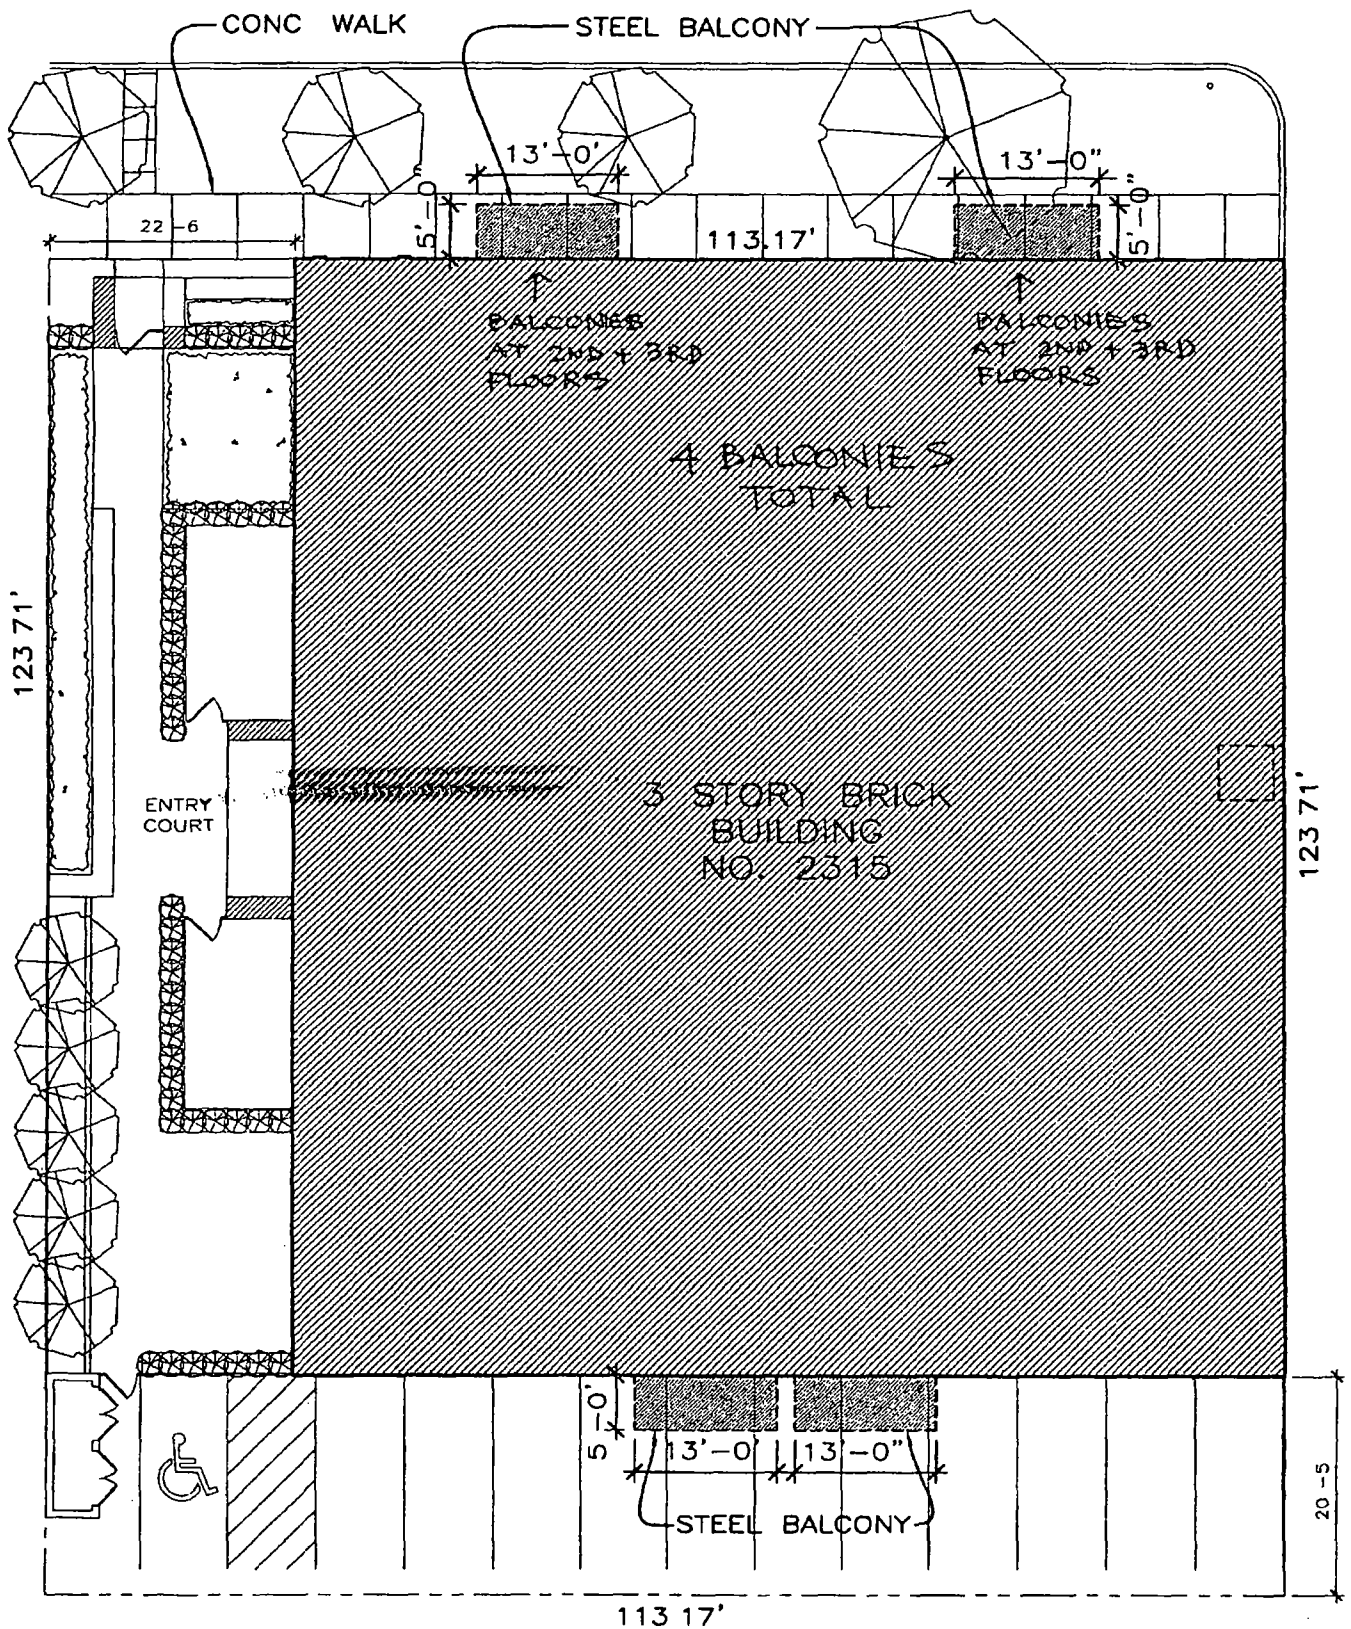 CONC WALK
STEEL BALCONY
13'-0'
13'-0"
5'-0"
5'-0"
22 -6
113.17'
BALCONIES
AT 2ND + 3RD
FLOORS
BALCONIES
AT 2ND + 3RD
FLOORS
4 BALCONIES
TOTAL
123 71'
ENTRY
COURT
3 STORY BRICK
BUILDING
NO. 2315
123 71'
5 -0'
13'-0'
13'-0"
STEEL BALCONY
20 -5
113 17'